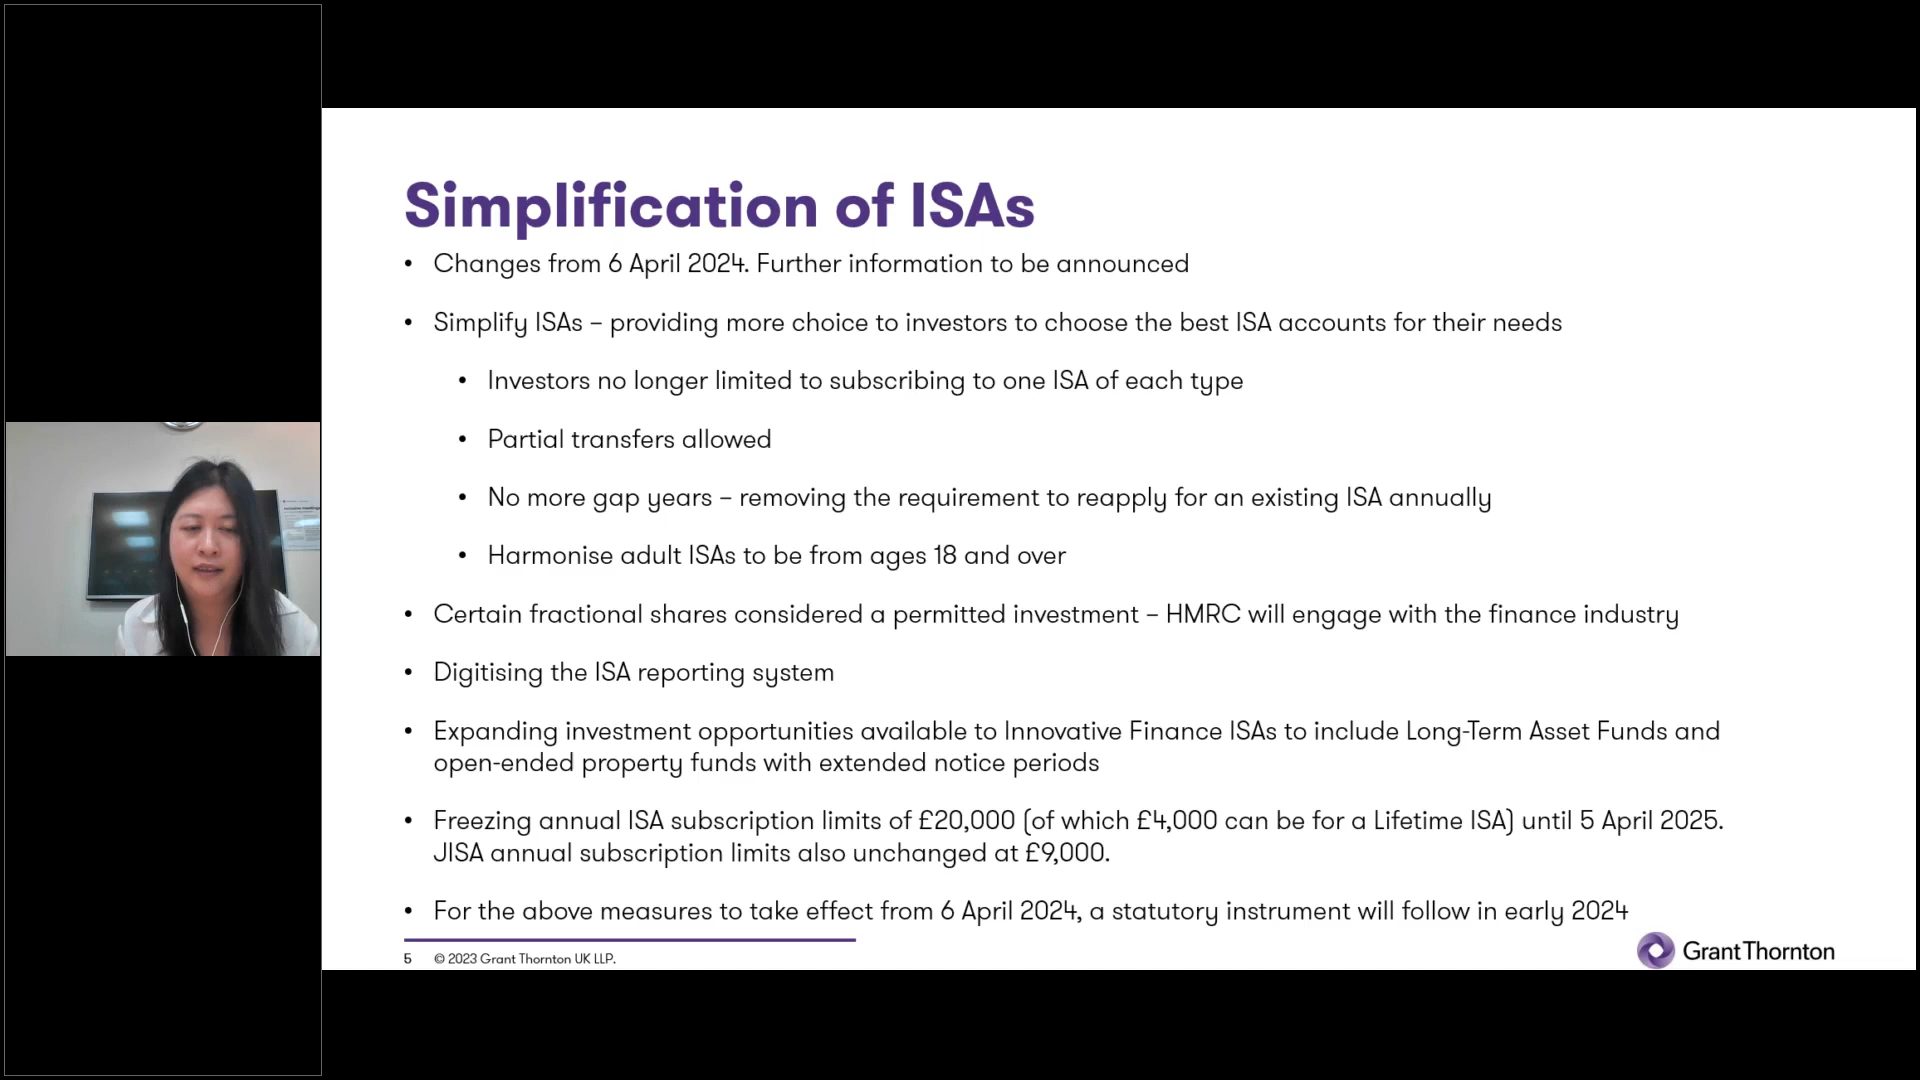 Simplification of ISAs
• Changes from 6 April 2024. Further information to be announced
• Simplify ISAs – providing more choice to investors to choose the best ISA accounts for their needs
• Investors no longer limited to subscribing to one ISA of each type
• Partial transfers allowed
• No more gap years – removing the requirement to reapply for an existing ISA annually
• Harmonise adult ISAs to be from ages 18 and over
• Certain fractional shares considered a permitted investment – HMRC will engage with the finance industry
• Digitising the ISA reporting system
• Expanding investment opportunities available to Innovative Finance ISAs to include Long-Term Asset Funds and
open-ended property funds with extended notice periods
• Freezing annual ISA subscription limits of £20,000 (of which £4,000 can be for a Lifetime ISA) until 5 April 2025.
JISA annual subscription limits also unchanged at £9,000.
• For the above measures to take effect from 6 April 2024, a statutory instrument will follow in early 2024
5 © 2023 Grant Thornton UK LLP.
GrantThornton